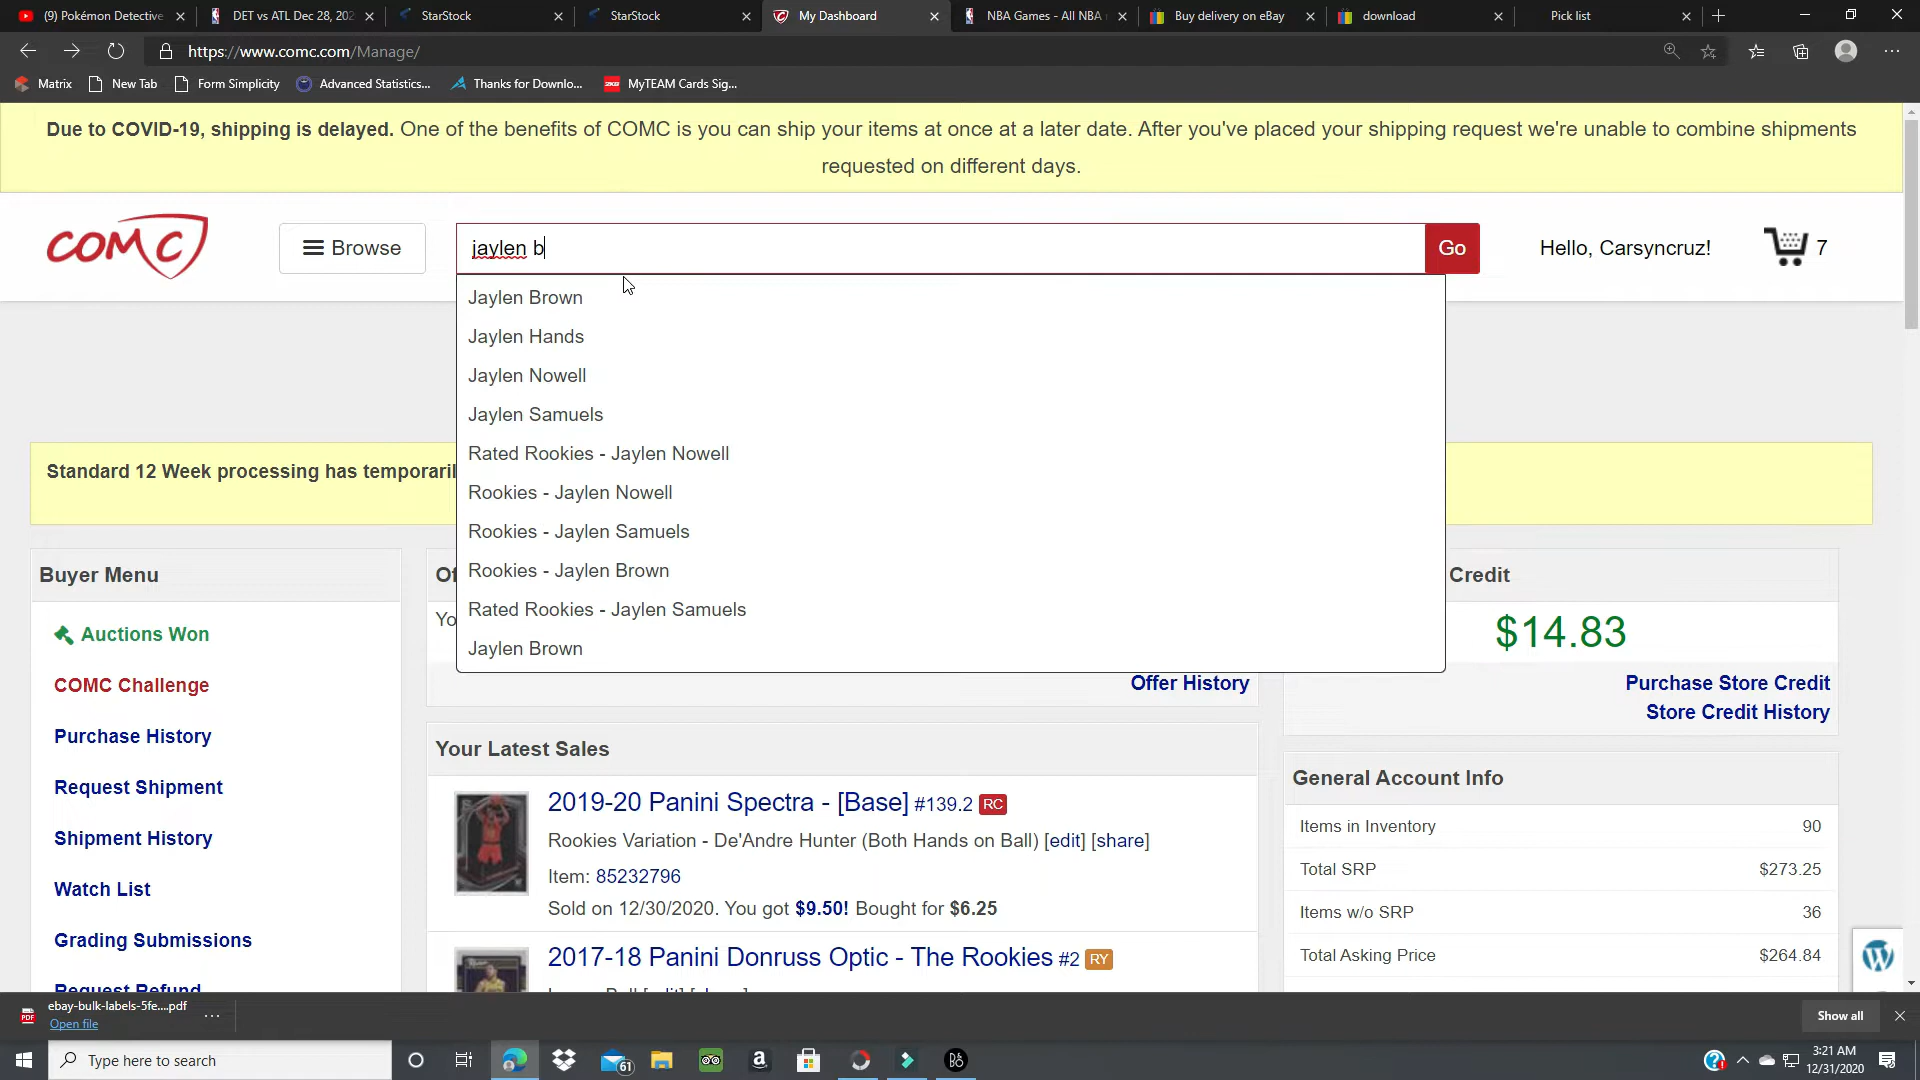 (9) Pokémon Detective
DET vs ATL Dec 28, 202
StarStock
StarStock
My Dashboard
NBA Games - All NBA
Buy delivery on eBay
download
Pick list
https://www.comc.com/Manage/
Matrix
New Tab
Form Simplicity
Advanced Statistics...
Thanks for Downlo...
MyTEAM Cards Sig...
Due to COVID-19, shipping is delayed. One of the benefits of COMC is you can ship your items at once at a later date. After you've placed your shipping request we're unable to combine shipments
requested on different days.
COMC
Browse
jaylen b
Go
Hello, Carsyncruz!
7
Jaylen Brown
Jaylen Hands
Jaylen Nowell
Jaylen Samuels
Rated Rookies - Jaylen Nowell
Rookies - Jaylen Nowell
Rookies - Jaylen Samuels
Rookies - Jaylen Brown
Rated Rookies - Jaylen Samuels
Jaylen Brown
Standard 12 Week processing has temporaril
Buyer Menu
Auctions Won
COMC Challenge
Purchase History
Request Shipment
Shipment History
Watch List
Grading Submissions
Request Refund
Of
Yo
Offer History
Your Latest Sales
2019-20 Panini Spectra - [Base] #139.2 RC
Rookies Variation - De'Andre Hunter (Both Hands on Ball) [edit] [share]
Item: 85232796
Sold on 12/30/2020. You got $9.50! Bought for $6.25
2017-18 Panini Donruss Optic - The Rookies #2 RY
Credit
$14.83
Purchase Store Credit
Store Credit History
General Account Info
Items in Inventory 90
Total SRP $273.25
Items w/o SRP 36
Total Asking Price $264.84
ebay-bulk-labels-5fe....pdf
Open file
Show all
Type here to search
61
3:21 AM
12/31/2020